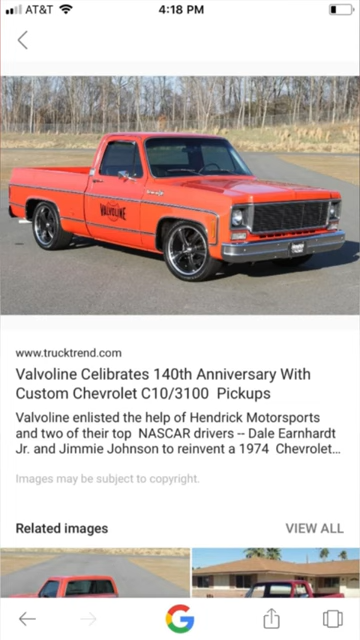 AT&T
4:18 PM
VALVOLINE
www.trucktrend.com
Valvoline Celibrates 140th Anniversary With
Custom Chevrolet C10/3100 Pickups
Valvoline enlisted the help of Hendrick Motorsports
and two of their top NASCAR drivers -- Dale Earnhardt
Jr. and Jimmie Johnson to reinvent a 1974 Chevrolet...
Images may be subject to copyright.
Related images
VIEW ALL